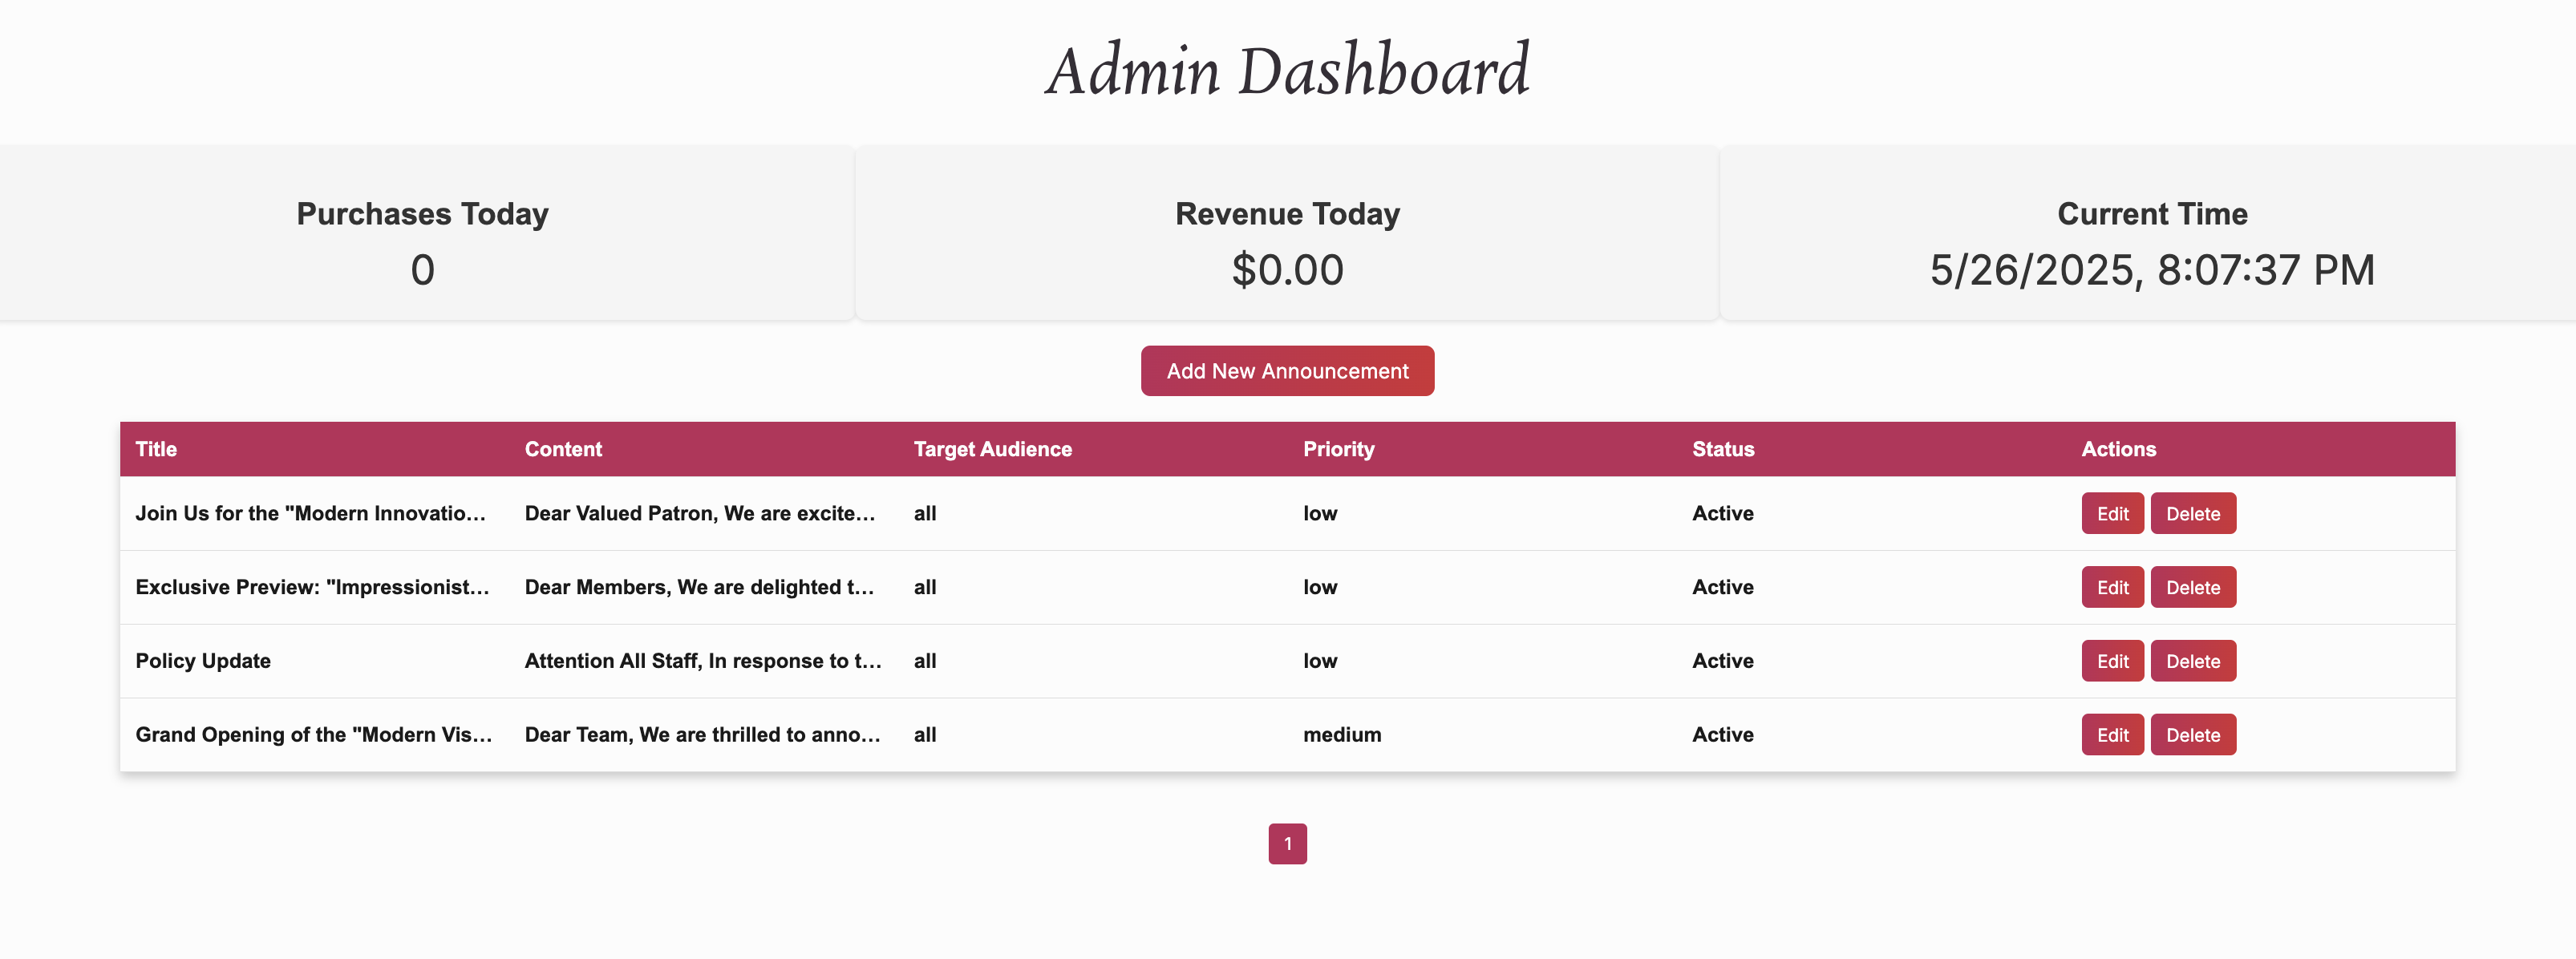 Admin Dashboard
Purchases Today
0
Revenue Today
$0.00
Current Time
5/26/2025, 8:07:37 PM
Add New Announcement
Title Content Target Audience Priority Status Actions
Join Us for the "Modern Innovatio... Dear Valued Patron, We are excite... all low Active Edit Delete
Exclusive Preview: "Impressionist... Dear Members, We are delighted t... all low Active Edit Delete
Policy Update Attention All Staff, In response to t... all low Active Edit Delete
Grand Opening of the "Modern Vis... Dear Team, We are thrilled to anno... all medium Active Edit Delete
1